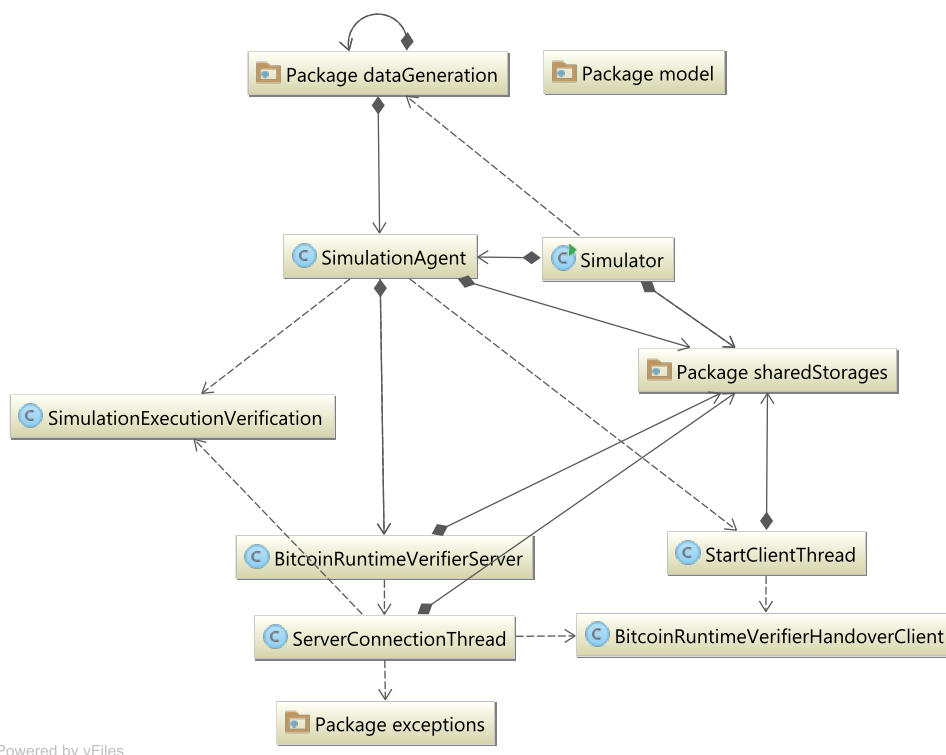 Package dataGeneration
Package model
SimulationAgent
Simulator
Package sharedStorages
SimulationExecutionVerification
BitcoinRuntimeVerifierServer
StartClientThread
ServerConnectionThread
BitcoinRuntimeVerifierHandoverClient
Package exceptions
Powered by yFiles